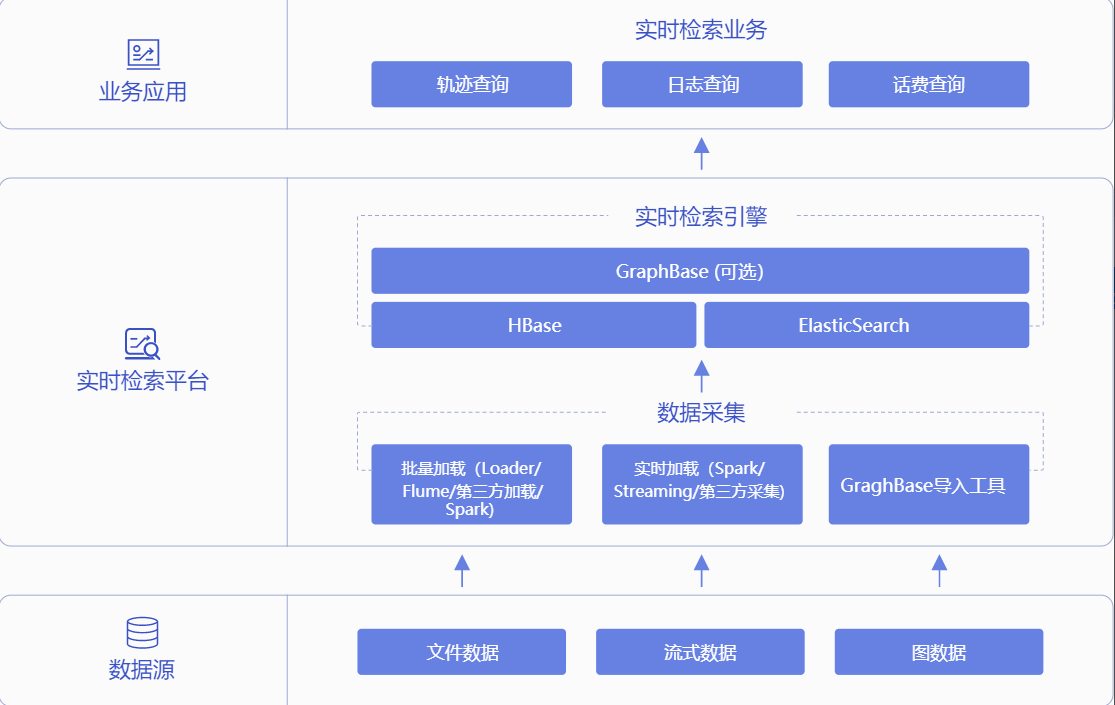 业务应用
实时检索业务
轨迹查询
日志查询
话费查询
实时检索平台
实时检索引擎
GraphBase (可选)
HBase
ElasticSearch
数据采集
批量加载（Loader/
Flume/第三方加载/
Spark)
实时加载（Spark/
Streaming/第三方采集)
GraghBase导入工具
数据源
文件数据
流式数据
图数据